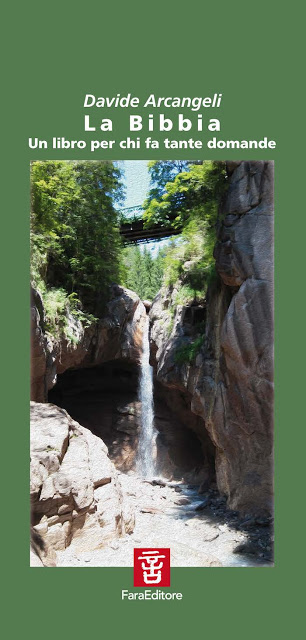 Davide Arcangeli
La Bibbia
Un libro per chi fa tante domande
FaraEditore